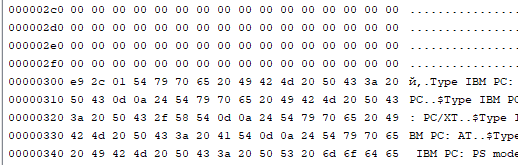 000002c0 00 00 00 00 00 00 00 00 00 00 00 00 00 00 00 00 ................
000002d0 00 00 00 00 00 00 00 00 00 00 00 00 00 00 00 00 ................
000002e0 00 00 00 00 00 00 00 00 00 00 00 00 00 00 00 00 ................
000002f0 00 00 00 00 00 00 00 00 00 00 00 00 00 00 00 00 ................
00000300 e9 2c 01 54 79 70 65 20 49 42 4d 20 50 43 3a 20 й,.Type IBM PC:
00000310 50 43 0d 0a 24 54 79 70 65 20 49 42 4d 20 50 43 PC..$Type IBM PC
00000320 3a 20 50 43 2f 58 54 0d 0a 24 54 79 70 65 20 49 : PC/XT..$Type I
00000330 42 4d 20 50 43 3a 20 41 54 0d 0a 24 54 79 70 65 BM PC: AT..$Type
00000340 20 49 42 4d 20 50 43 3a 20 50 53 20 6d 6f 64 65  IBM PC: PS mode